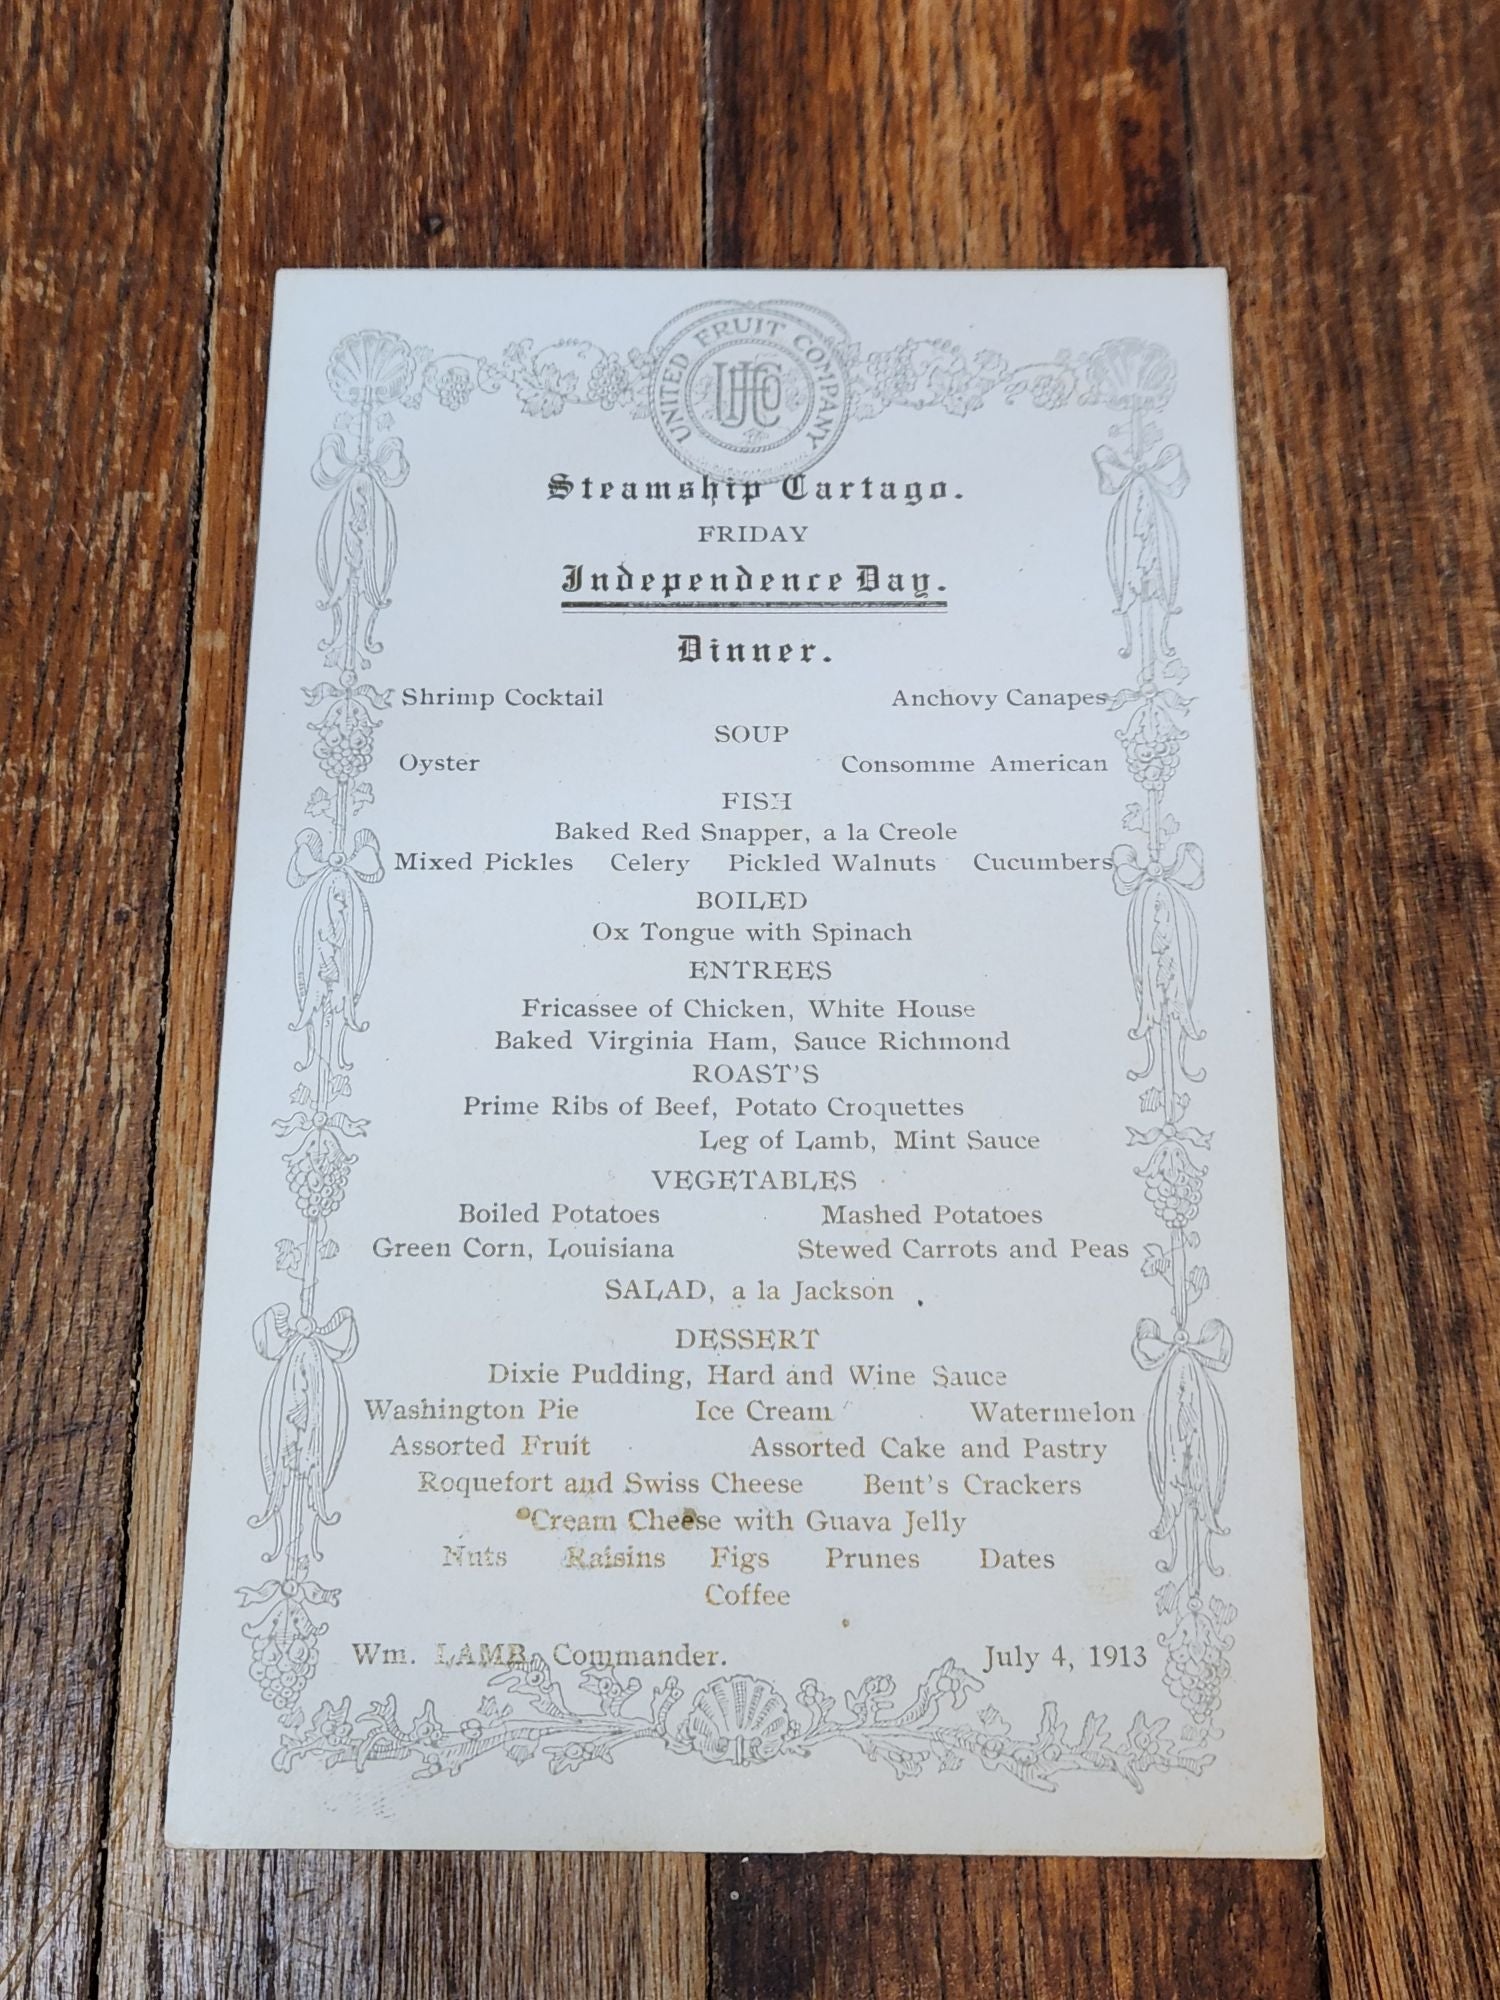 UNITED FRUIT COMPANY
UFCo
Steamship Cartago.
FRIDAY
Independence Day.
Dinner.
Shrimp Cocktail Anchovy Canapes
SOUP
Oyster Consomme American
FISH
Baked Red Snapper, a la Creole
Mixed Pickles Celery Pickled Walnuts Cucumbers
BOILED
Ox Tongue with Spinach
ENTREES
Fricassee of Chicken, White House
Baked Virginia Ham, Sauce Richmond
ROAST'S
Prime Ribs of Beef, Potato Croquettes
Leg of Lamb, Mint Sauce
VEGETABLES
Boiled Potatoes Mashed Potatoes
Green Corn, Louisiana Stewed Carrots and Peas
SALAD, a la Jackson
DESSERT
Dixie Pudding, Hard and Wine Sauce
Washington Pie Ice Cream Watermelon
Assorted Fruit Assorted Cake and Pastry
Roquefort and Swiss Cheese Bent's Crackers
Cream Cheese with Guava Jelly
Nuts Raisins Figs Prunes Dates
Coffee
Wm. LAMB, Commander. July 4, 1913